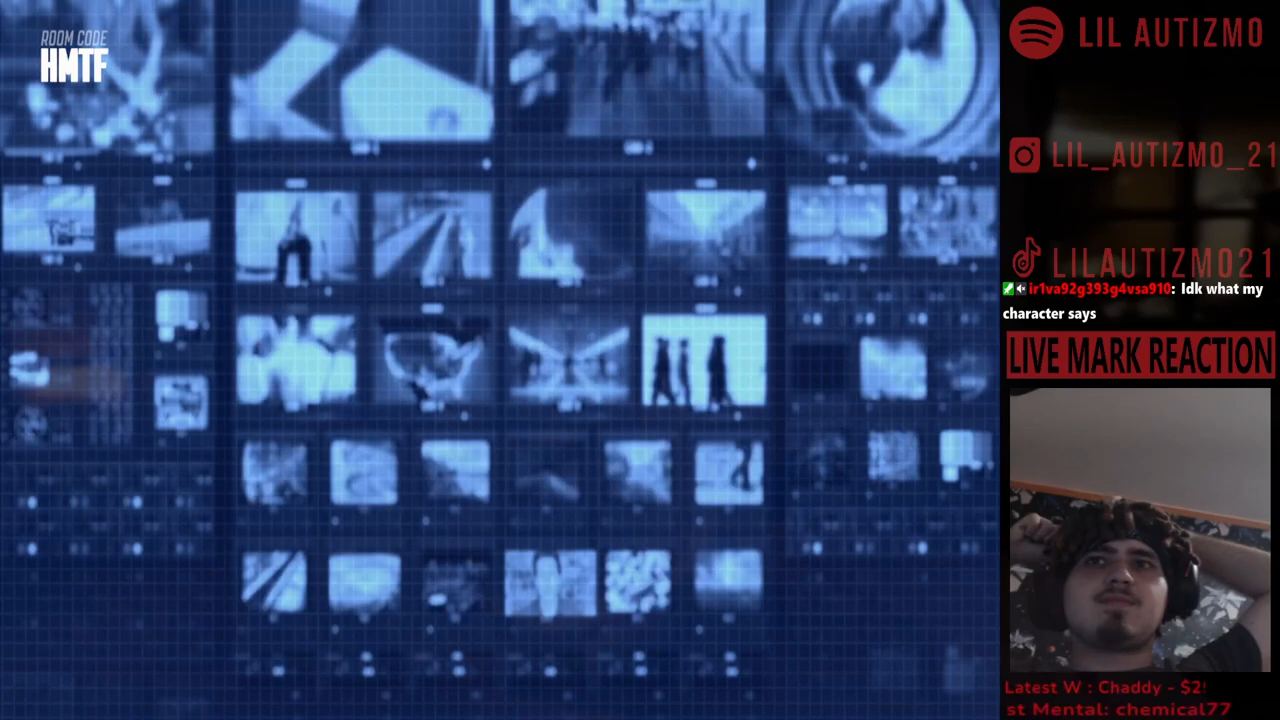 ROOM CODE
HMTF
LIL AUTIZMO
LIL_AUTIZMO_21
LILAUTIZMO21
ir1va92g393g4vsa910: Idk what my
character says
LIVE MARK REACTION
Latest W : Chaddy - $2!
st Mental: chemical77